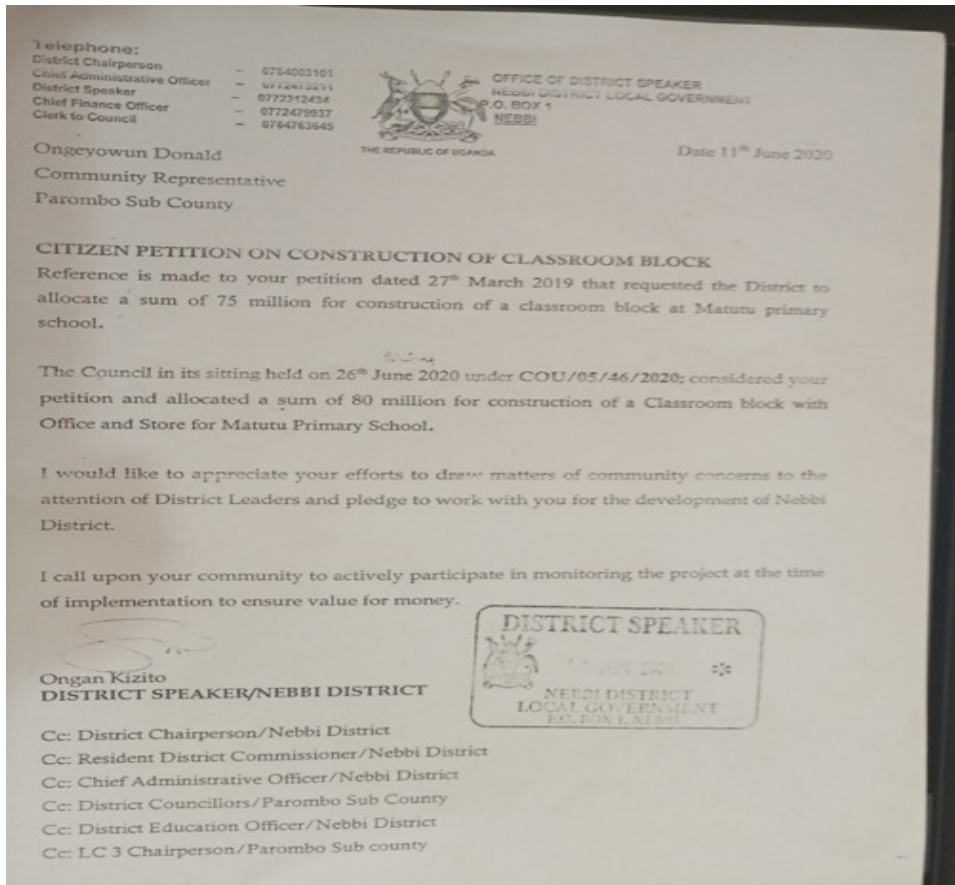 Telephone:
District Chairperson – 0784003101
Chief Administrative Officer –
District Speaker – 0772312434
Chief Finance Officer – 0772479937
Clerk to Council – 0784763645
THE REPUBLIC OF UGANDA
OFFICE OF DISTRICT SPEAKER
NEBBI DISTRICT LOCAL GOVERNMENT
P.O. BOX 1
NEBBI
Date 11th June 2020
Ongeyowun Donald
Community Representative
Parombo Sub County
CITIZEN PETITION ON CONSTRUCTION OF CLASSROOM BLOCK
Reference is made to your petition dated 27th March 2019 that requested the District to
allocate a sum of 75 million for construction of a classroom block at Matutu primary
school.
The Council in its sitting held on 26th June 2020 under COU/05/46/2020; considered your
petition and allocated a sum of 80 million for construction of a Classroom block with
Office and Store for Matutu Primary School.
I would like to appreciate your efforts to drew matters of community concerns to the
attention of District Leaders and pledge to work with you for the development of Nebbi
District.
I call upon your community to actively participate in monitoring the project at the time
of implementation to ensure value for money.
Ongan Kizito
DISTRICT SPEAKER/NEBBI DISTRICT
DISTRICT SPEAKER
NEBBI DISTRICT
LOCAL GOVERNMENT
P.O. BOX 1, NEBBI
Cc: District Chairperson/Nebbi District
Cc: Resident District Commissioner/Nebbi District
Cc: Chief Administrative Officer/Nebbi District
Cc: District Councillors/Parombo Sub County
Cc: District Education Officer/Nebbi District
Cc: LC 3 Chairperson/Parombo Sub county